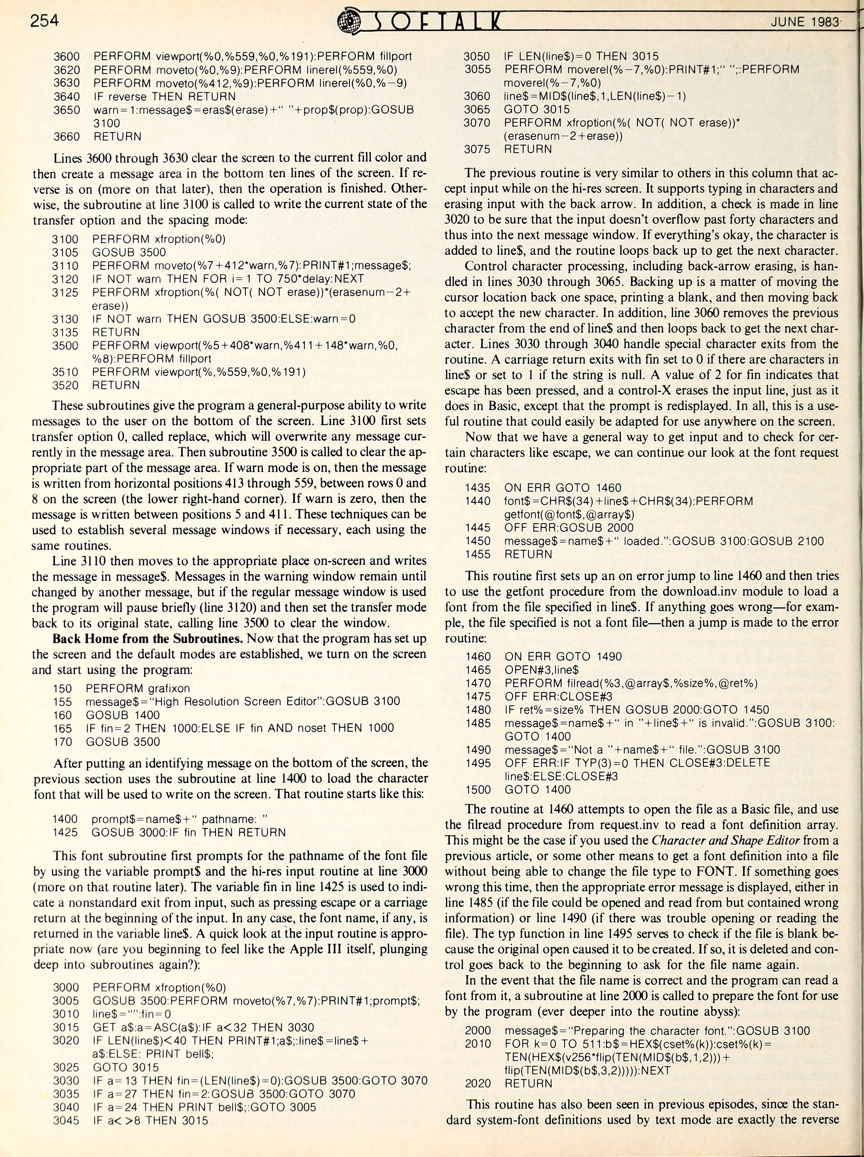 254
SOFTALK
JUNE 1983
3600 PERFORM viewport(%0,%559,%0,%191):PERFORM fillport
3620 PERFORM moveto(%0,%9):PERFORM linerel(%559,%0)
3630 PERFORM moveto(%412,%9):PERFORM linerel(%0,%-9)
3640 IF reverse THEN RETURN
3650 warn=1:message$=eras$(erase)+" "+prop$(prop):GOSUB
3100
3660 RETURN
Lines 3600 through 3630 clear the screen to the current fill color and
then create a message area in the bottom ten lines of the screen. If re-
verse is on (more on that later), then the operation is finished. Other-
wise, the subroutine at line 3100 is called to write the current state of the
transfer option and the spacing mode:
3100 PERFORM xfroption(%0)
3105 GOSUB 3500
3110 PERFORM moveto(%7+412*warn,%7):PRINT#1;message$;
3120 IF NOT warn THEN FOR i=1 TO 750*delay:NEXT
3125 PERFORM xfroption(%( NOT( NOT erase))*(erasenum-2+
erase))
3130 IF NOT warn THEN GOSUB 3500:ELSE:warn=0
3135 RETURN
3500 PERFORM viewport(%5+408*warn,%411+148*warn,%0,
%8):PERFORM fillport
3510 PERFORM viewport(%,%559,%0,%191)
3520 RETURN
These subroutines give the program a general-purpose ability to write
messages to the user on the bottom of the screen. Line 3100 first sets
transfer option 0, called replace, which will overwrite any message cur-
rently in the message area. Then subroutine 3500 is called to clear the ap-
propriate part of the message area. If warn mode is on, then the message
is written from horizontal positions 413 through 559, between rows 0 and
8 on the screen (the lower right-hand corner). If warn is zero, then the
message is written between positions 5 and 411. These techniques can be
used to establish several message windows if necessary, each using the
same routines.
Line 3110 then moves to the appropriate place on-screen and writes
the message in message$. Messages in the warning window remain until
changed by another message, but if the regular message window is used
the program will pause briefly (line 3120) and then set the transfer mode
back to its original state, calling line 3500 to clear the window.
Back Home from the Subroutines. Now that the program has set up
the screen and the default modes are established, we turn on the screen
and start using the program:
150 PERFORM grafixon
155 message$="High Resolution Screen Editor":GOSUB 3100
160 GOSUB 1400
165 IF fin=2 THEN 1000:ELSE IF fin AND noset THEN 1000
170 GOSUB 3500
After putting an identifying message on the bottom of the screen, the
previous section uses the subroutine at line 1400 to load the character
font that will be used to write on the screen. That routine starts like this:
1400 prompt$=name$+" pathname: "
1425 GOSUB 3000:IF fin THEN RETURN
This font subroutine first prompts for the pathname of the font file
by using the variable prompt$ and the hi-res input routine at line 3000
(more on that routine later). The variable fin in line 1425 is used to indi-
cate a nonstandard exit from input, such as pressing escape or a carriage
return at the beginning of the input. In any case, the font name, if any, is
returned in the variable line$. A quick look at the input routine is appro-
priate now (are you beginning to feel like the Apple III itself, plunging
deep into subroutines again?):
3000 PERFORM xfroption(%0)
3005 GOSUB 3500:PERFORM moveto(%7,%7):PRINT#1;prompt$;
3010 line$="":fin=0
3015 GET a$:a=ASC(a$):IF a<32 THEN 3030
3020 IF LEN(line$)<40 THEN PRINT#1;a$;:line$=line$+
a$:ELSE: PRINT bell$;
3025 GOTO 3015
3030 IF a=13 THEN fin=(LEN(line$)=0):GOSUB 3500:GOTO 3070
3035 IF a=27 THEN fin=2:GOSUB 3500:GOTO 3070
3040 IF a=24 THEN PRINT bell$;:GOTO 3005
3045 IF a< >8 THEN 3015
3050 IF LEN(line$)=0 THEN 3015
3055 PERFORM moverel(%-7,%0):PRINT#1;" ";:PERFORM
moverel(%-7,%0)
3060 line$=MID$(line$,1,LEN(line$)-1)
3065 GOTO 3015
3070 PERFORM xfroption(%( NOT( NOT erase))*
(erasenum-2+erase))
3075 RETURN
The previous routine is very similar to others in this column that ac-
cept input while on the hi-res screen. It supports typing in characters and
erasing input with the back arrow. In addition, a check is made in line
3020 to be sure that the input doesn't overflow past forty characters and
thus into the next message window. If everything's okay, the character is
added to line$, and the routine loops back up to get the next character.
Control character processing, including back-arrow erasing, is han-
dled in lines 3030 through 3065. Backing up is a matter of moving the
cursor location back one space, printing a blank, and then moving back
to accept the new character. In addition, line 3060 removes the previous
character from the end of line$ and then loops back to get the next char-
acter. Lines 3030 through 3040 handle special character exits from the
routine. A carriage return exits with fin set to 0 if there are characters in
line$ or set to 1 if the string is null. A value of 2 for fin indicates that
escape has been pressed, and a control-X erases the input line, just as it
does in Basic, except that the prompt is redisplayed. In all, this is a use-
ful routine that could easily be adapted for use anywhere on the screen.
Now that we have a general way to get input and to check for cer-
tain characters like escape, we can continue our look at the font request
routine:
1435 ON ERR GOTO 1460
1440 font$=CHR$(34)+line$+CHR$(34):PERFORM
getfont(@font$,@array$)
1445 OFF ERR:GOSUB 2000
1450 message$=name$+" loaded.":GOSUB 3100:GOSUB 2100
1455 RETURN
This routine first sets up an on error jump to line 1460 and then tries
to use the getfont procedure from the download.inv module to load a
font from the file specified in line$. If anything goes wrong—for exam-
ple, the file specified is not a font file—then a jump is made to the error
routine:
1460 ON ERR GOTO 1490
1465 OPEN#3,line$
1470 PERFORM filread(%3,@array$,%size%,@ret%)
1475 OFF ERR:CLOSE#3
1480 IF ret%=size% THEN GOSUB 2000:GOTO 1450
1485 message$=name$+" in "+line$+" is invalid.":GOSUB 3100:
GOTO 1400
1490 message$="Not a "+name$+" file.":GOSUB 3100
1495 OFF ERR:IF TYP(3)=0 THEN CLOSE#3:DELETE
line$:ELSE:CLOSE#3
1500 GOTO 1400
The routine at 1460 attempts to open the file as a Basic file, and use
the filread procedure from request.inv to read a font definition array.
This might be the case if you used the Character and Shape Editor from a
previous article, or some other means to get a font definition into a file
without being able to change the file type to FONT. If something goes
wrong this time, then the appropriate error message is displayed, either in
line 1485 (if the file could be opened and read from but contained wrong
information) or line 1490 (if there was trouble opening or reading the
file). The typ function in line 1495 serves to check if the file is blank be-
cause the original open caused it to be created. If so, it is deleted and con-
trol goes back to the beginning to ask for the file name again.
In the event that the file name is correct and the program can read a
font from it, a subroutine at line 2000 is called to prepare the font for use
by the program (ever deeper into the routine abyss):
2000 message$="Preparing the character font.":GOSUB 3100
2010 FOR k=0 TO 511:b$=HEX$(cset%(k)):cset%(k)=
TEN(HEX$(v256*flip(TEN(MID$(b$,1,2)))+
flip(TEN(MID$(b$,3,2))))):NEXT
2020 RETURN
This routine has also been seen in previous episodes, since the stan-
dard system-font definitions used by text mode are exactly the reverse